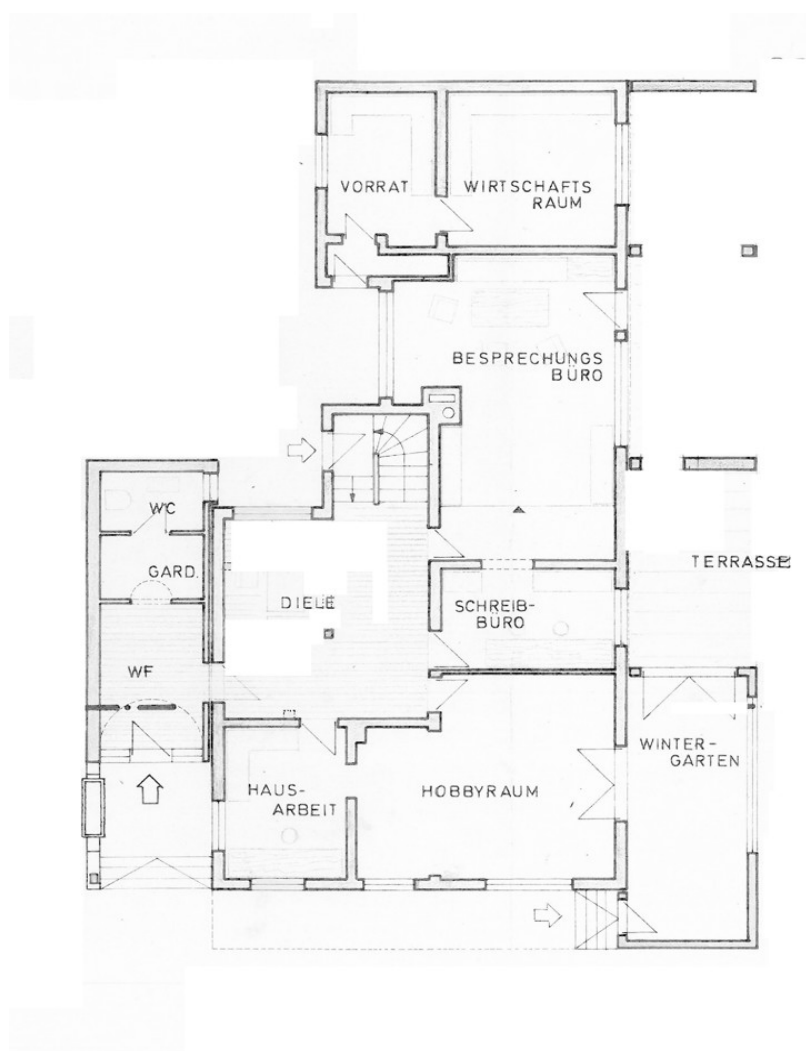 VORRAT
WIRTSCHAFTS
RAUM
BESPRECHUNGS
BÜRO
WC
GARD.
DIELE
SCHREIB-
BÜRO
TERRASSE
WF
WINTER-
GARTEN
HAUS-
ARBEIT
HOBBYRAUM